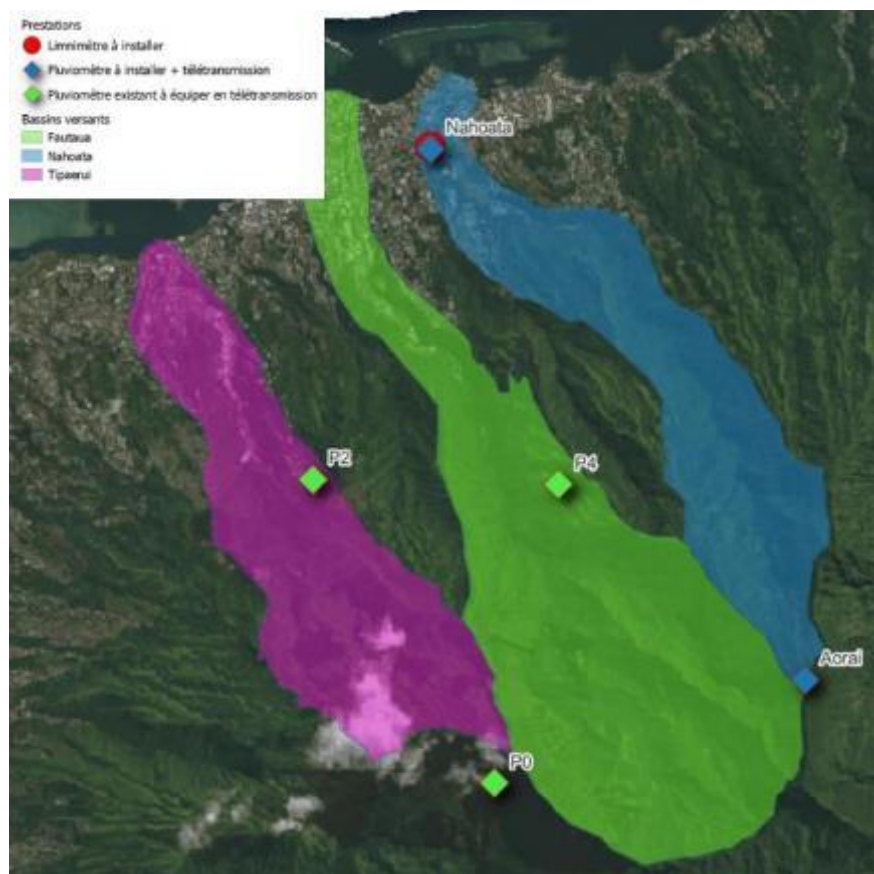 Prestations
Limnimètre à installer
Pluviomètre à installer + télétransmission
Pluviomètre existant à équiper en télétransmission
Bassins versants
Fautaua
Nahoata
Tipaerui
Nahoata
P2
P4
Aorai
P0